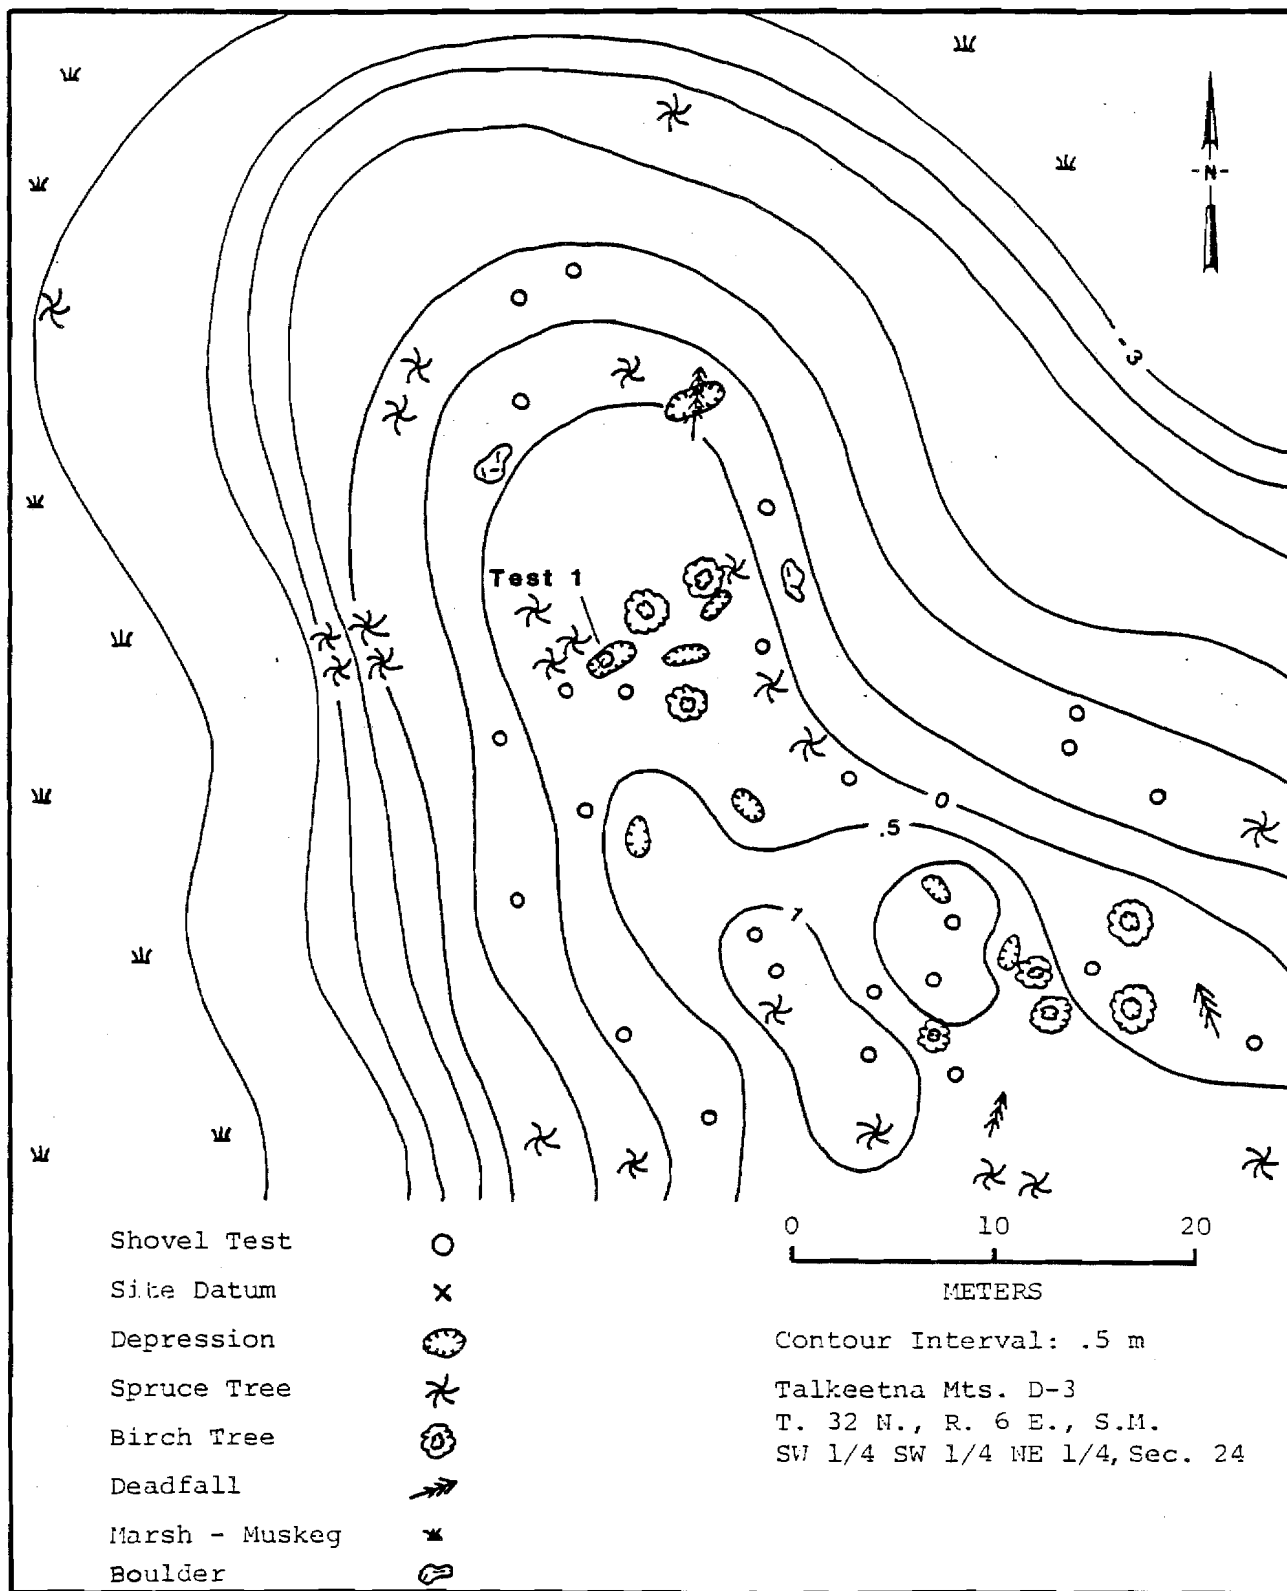 -N-
-3
Test 1
0
.5
1
Shovel Test
Site Datum
Depression
Spruce Tree
Birch Tree
Deadfall
Marsh - Muskeg
Boulder
0 10 20
METERS
Contour Interval: .5 m
Talkeetna Mts. D-3
T. 32 N., R. 6 E., S.M.
SW 1/4 SW 1/4 NE 1/4, Sec. 24